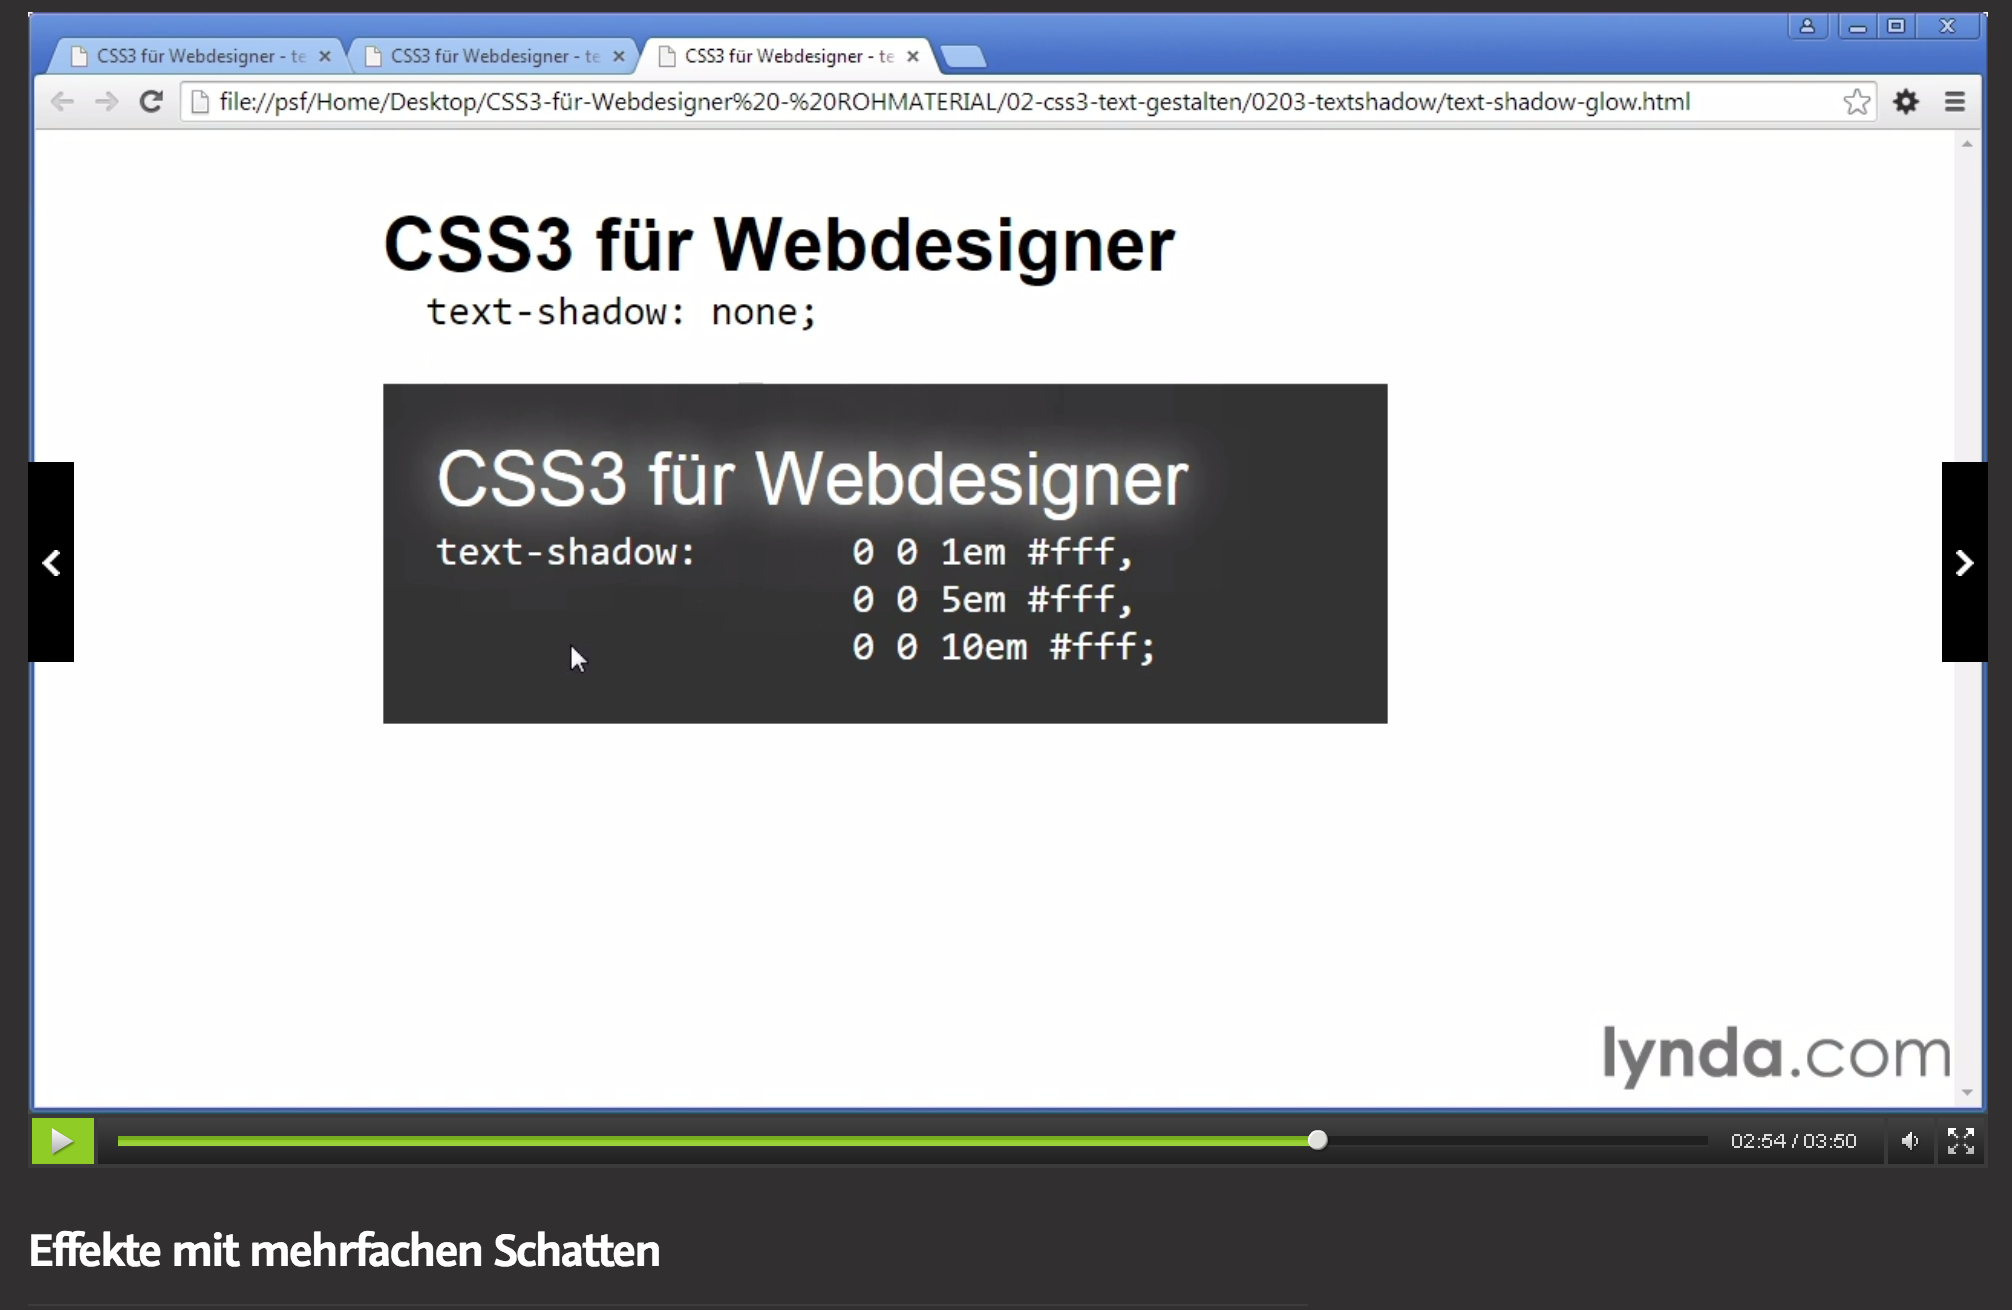 CSS3 für Webdesigner - te
CSS3 für Webdesigner - te
CSS3 für Webdesigner - te
file://psf/Home/Desktop/CSS3-für-Webdesigner%20-%20ROHMATERIAL/02-css3-text-gestalten/0203-textshadow/text-shadow-glow.html
CSS3 für Webdesigner
text-shadow: none;
CSS3 für Webdesigner
text-shadow: 0 0 1em #fff,
0 0 5em #fff,
0 0 10em #fff;
lynda.com
02:54 / 03:50
Effekte mit mehrfachen Schatten